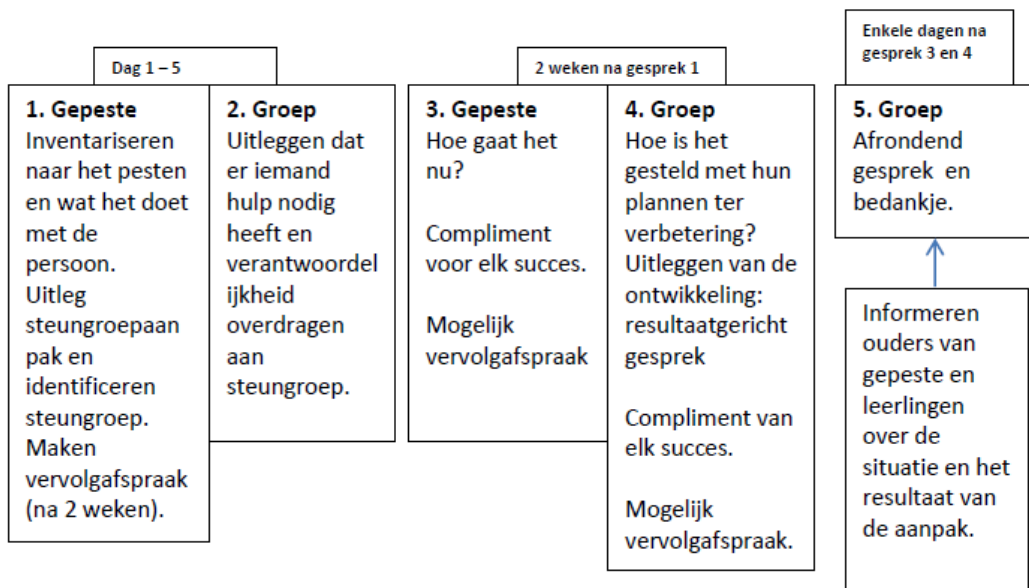 Dag 1 – 5
1. Gepeste
Inventariseren
naar het pesten
en wat het doet
met de
persoon.
Uitleg
steungroepaan
pak en
identificeren
steungroep.
Maken
vervolgafspraak
(na 2 weken).
2. Groep
Uitleggen dat
er iemand
hulp nodig
heeft en
verantwoordel
ijkheid
overdragen
aan
steungroep.
2 weken na gesprek 1
3. Gepeste
Hoe gaat het
nu?
Compliment
voor elk succes.
Mogelijk
vervolgafspraak
4. Groep
Hoe is het
gesteld met hun
plannen ter
verbetering?
Uitleggen van de
ontwikkeling:
resultaatgericht
gesprek
Compliment van
elk succes.
Mogelijk
vervolgafspraak.
Enkele dagen na
gesprek 3 en 4
5. Groep
Afrondend
gesprek en
bedankje.
Informeren
ouders van
gepeste en
leerlingen
over de
situatie en het
resultaat van
de aanpak.